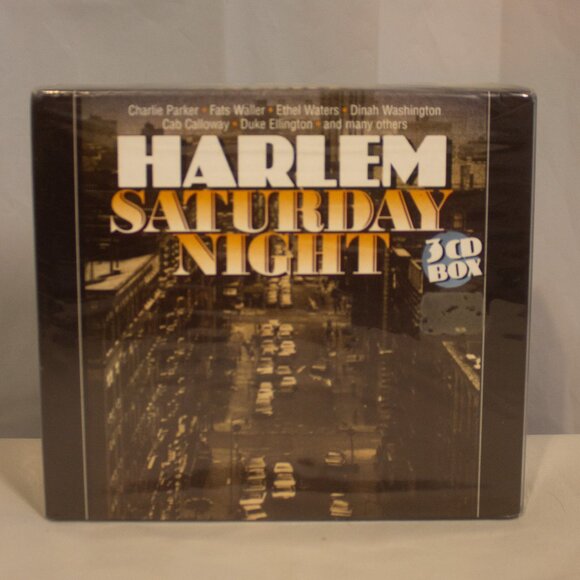 Charlie Parker • Fats Waller • Ethel Waters • Dinah Washington
Cab Calloway • Duke Ellington • and many others
HARLEM
SATURDAY
NIGHT
3 CD
BOX